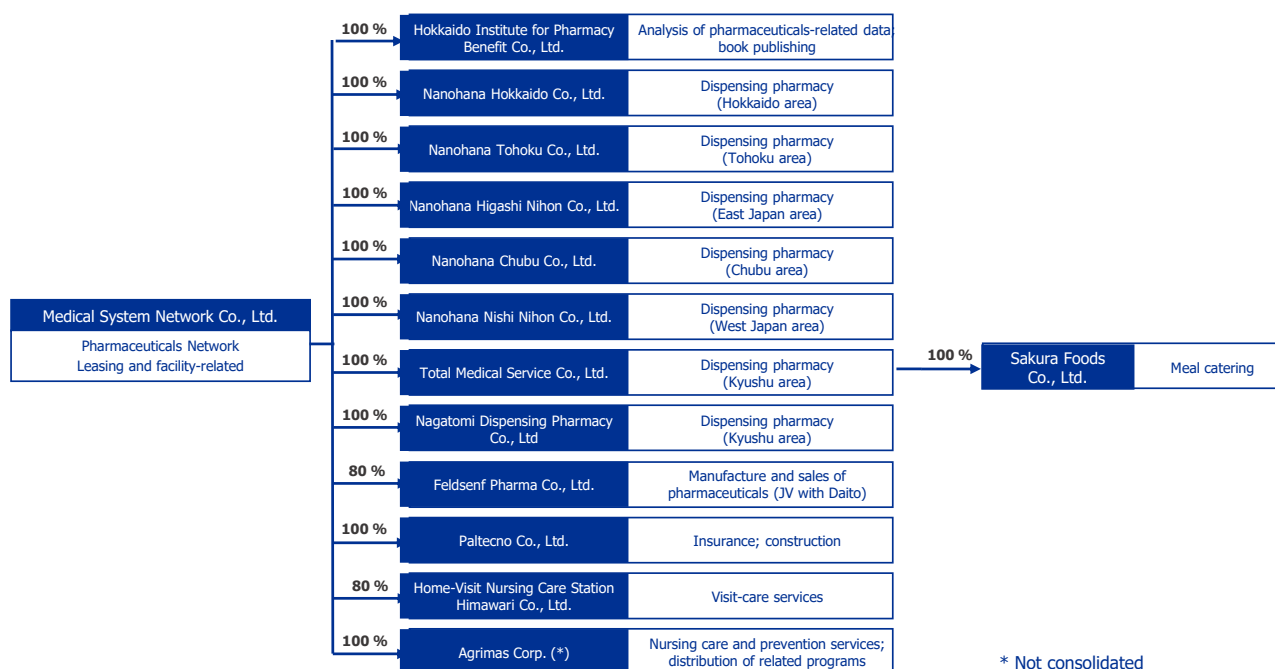 100 %
Hokkaido Institute for Pharmacy
Benefit Co., Ltd.
Analysis of pharmaceuticals-related data;
book publishing
100 %
Nanohana Hokkaido Co., Ltd.
Dispensing pharmacy
(Hokkaido area)
100 %
Nanohana Tohoku Co., Ltd.
Dispensing pharmacy
(Tohoku area)
100 %
Nanohana Higashi Nihon Co., Ltd.
Dispensing pharmacy
(East Japan area)
100 %
Nanohana Chubu Co., Ltd.
Dispensing pharmacy
(Chubu area)
Medical System Network Co., Ltd.
Pharmaceuticals Network
Leasing and facility-related
100 %
Nanohana Nishi Nihon Co., Ltd.
Dispensing pharmacy
(West Japan area)
100 %
Total Medical Service Co., Ltd.
Dispensing pharmacy
(Kyushu area)
100 %
Sakura Foods
Co., Ltd.
Meal catering
100 %
Nagatomi Dispensing Pharmacy
Co., Ltd
Dispensing pharmacy
(Kyushu area)
80 %
Feldsenf Pharma Co., Ltd.
Manufacture and sales of
pharmaceuticals (JV with Daito)
100 %
Paltecno Co., Ltd.
Insurance; construction
80 %
Home-Visit Nursing Care Station
Himawari Co., Ltd.
Visit-care services
100 %
Agrimas Corp. (*)
Nursing care and prevention services;
distribution of related programs
* Not consolidated